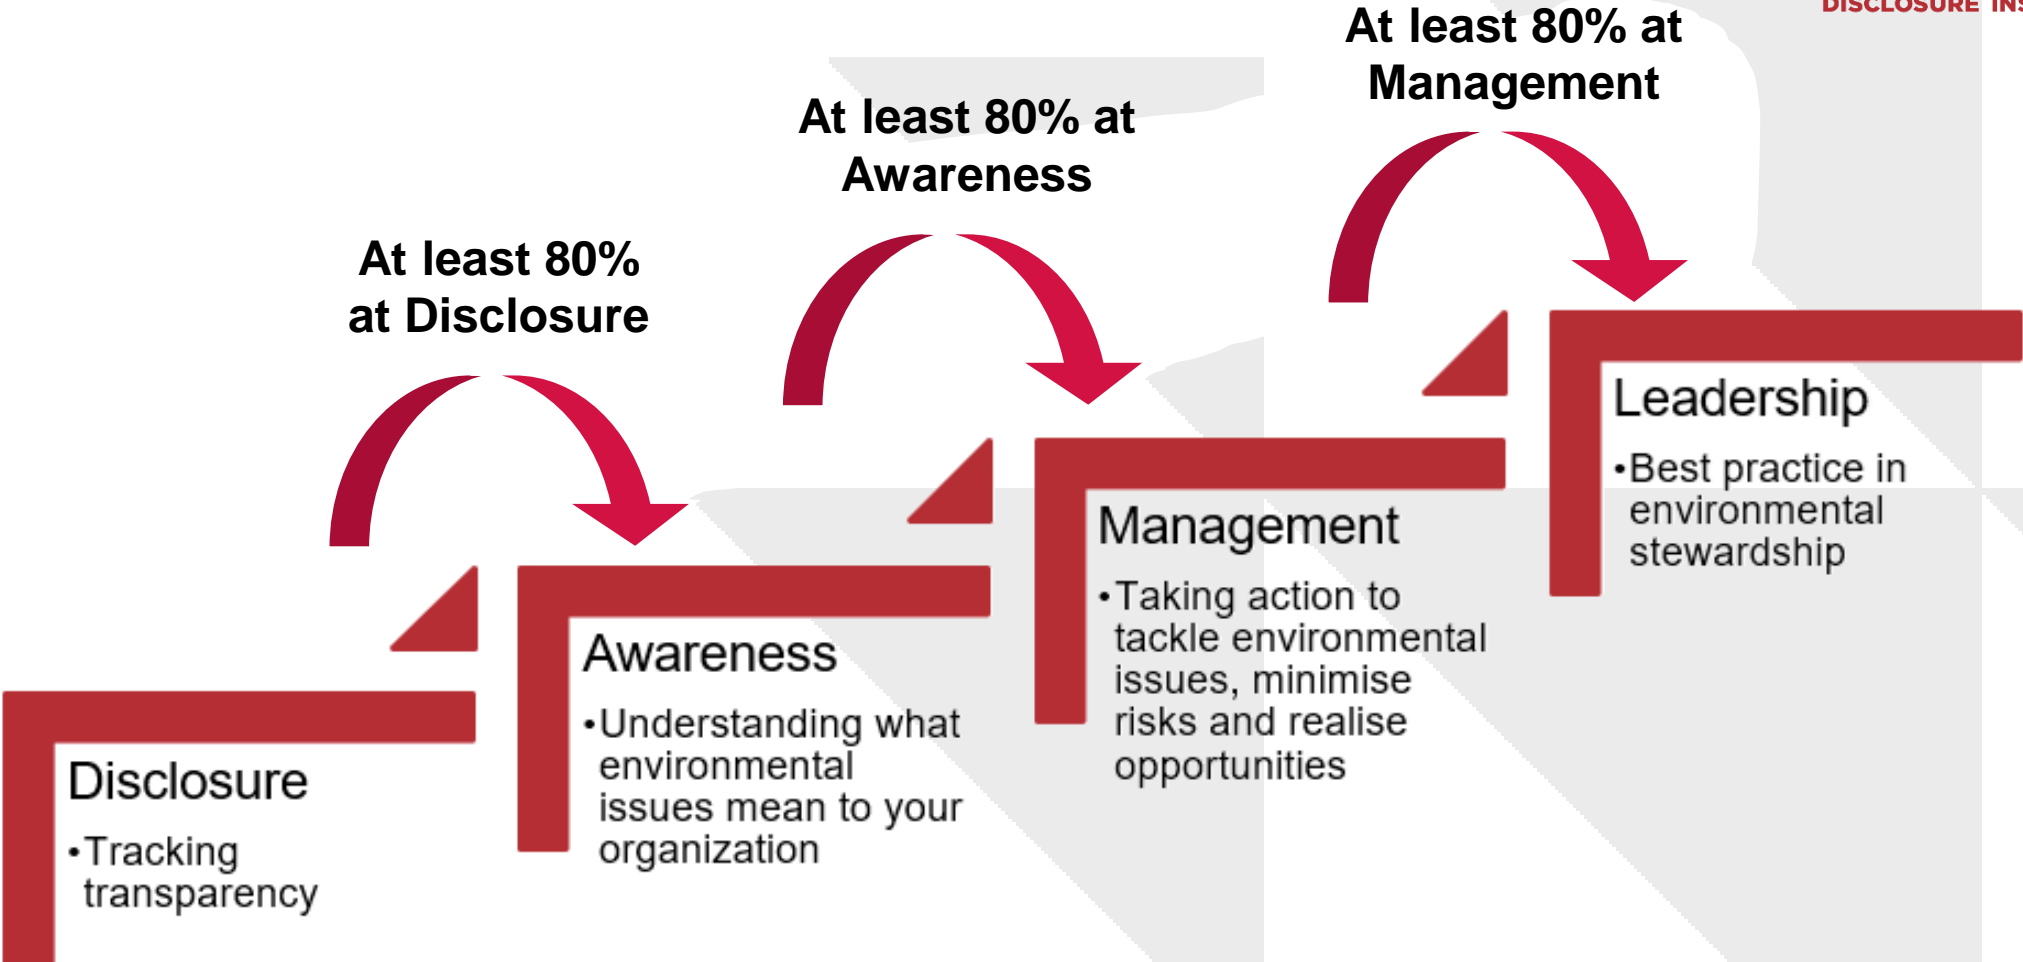 DISCLOSURE
At least 80% at
Management
At least 80% at
Awareness
At least 80%
at Disclosure
Leadership
•Best practice in
environmental
stewardship
Management
•Taking action to
tackle environmental
issues, minimise
risks and realise
opportunities
Awareness
•Understanding what
environmental
issues mean to your
organization
Disclosure
•Tracking
transparency